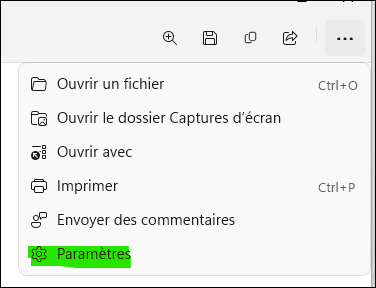 Ouvrir un fichier Ctrl+O
Ouvrir le dossier Captures d’écran
Ouvrir avec
Imprimer Ctrl+P
Envoyer des commentaires
Paramètres